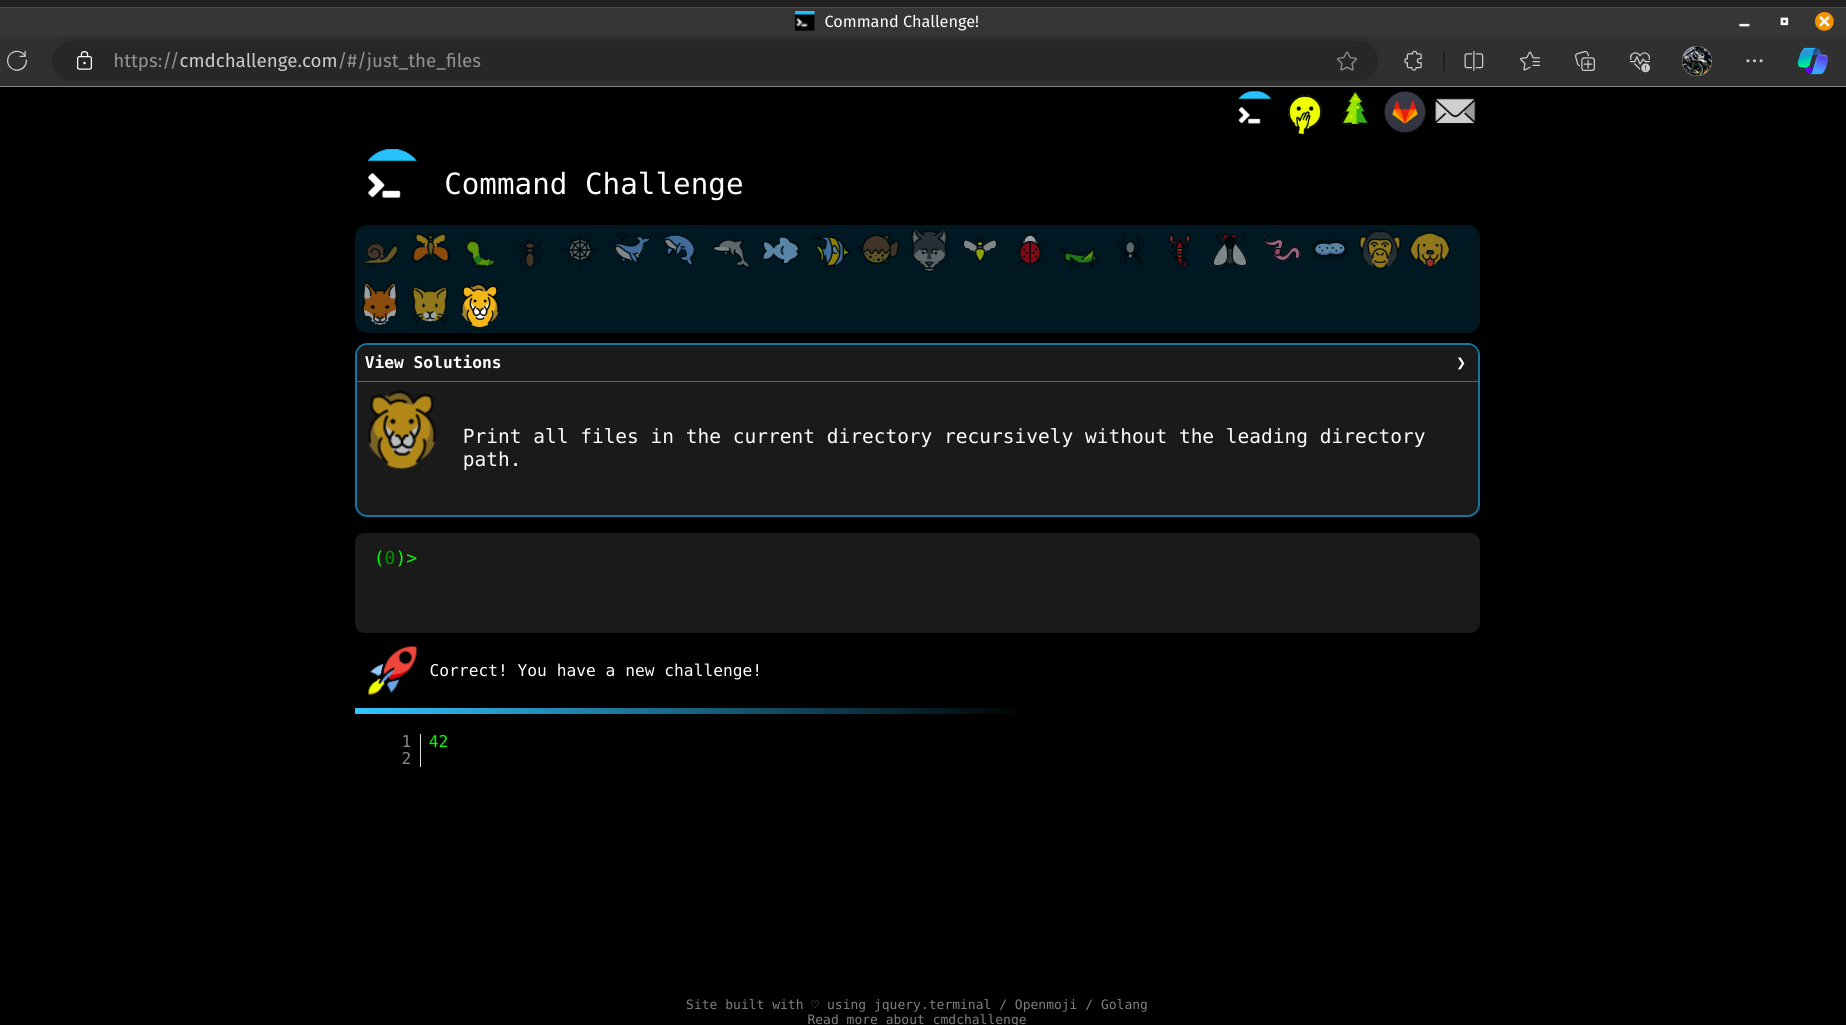 Command Challenge!
https://cmdchallenge.com/#/just_the_files
Command Challenge
View Solutions
Print all files in the current directory recursively without the leading directory
path.
(0)>
Correct! You have a new challenge!
1 42
2
Site built with ♡ using jquery.terminal / Openmoji / Golang
Read more about cmdchallenge